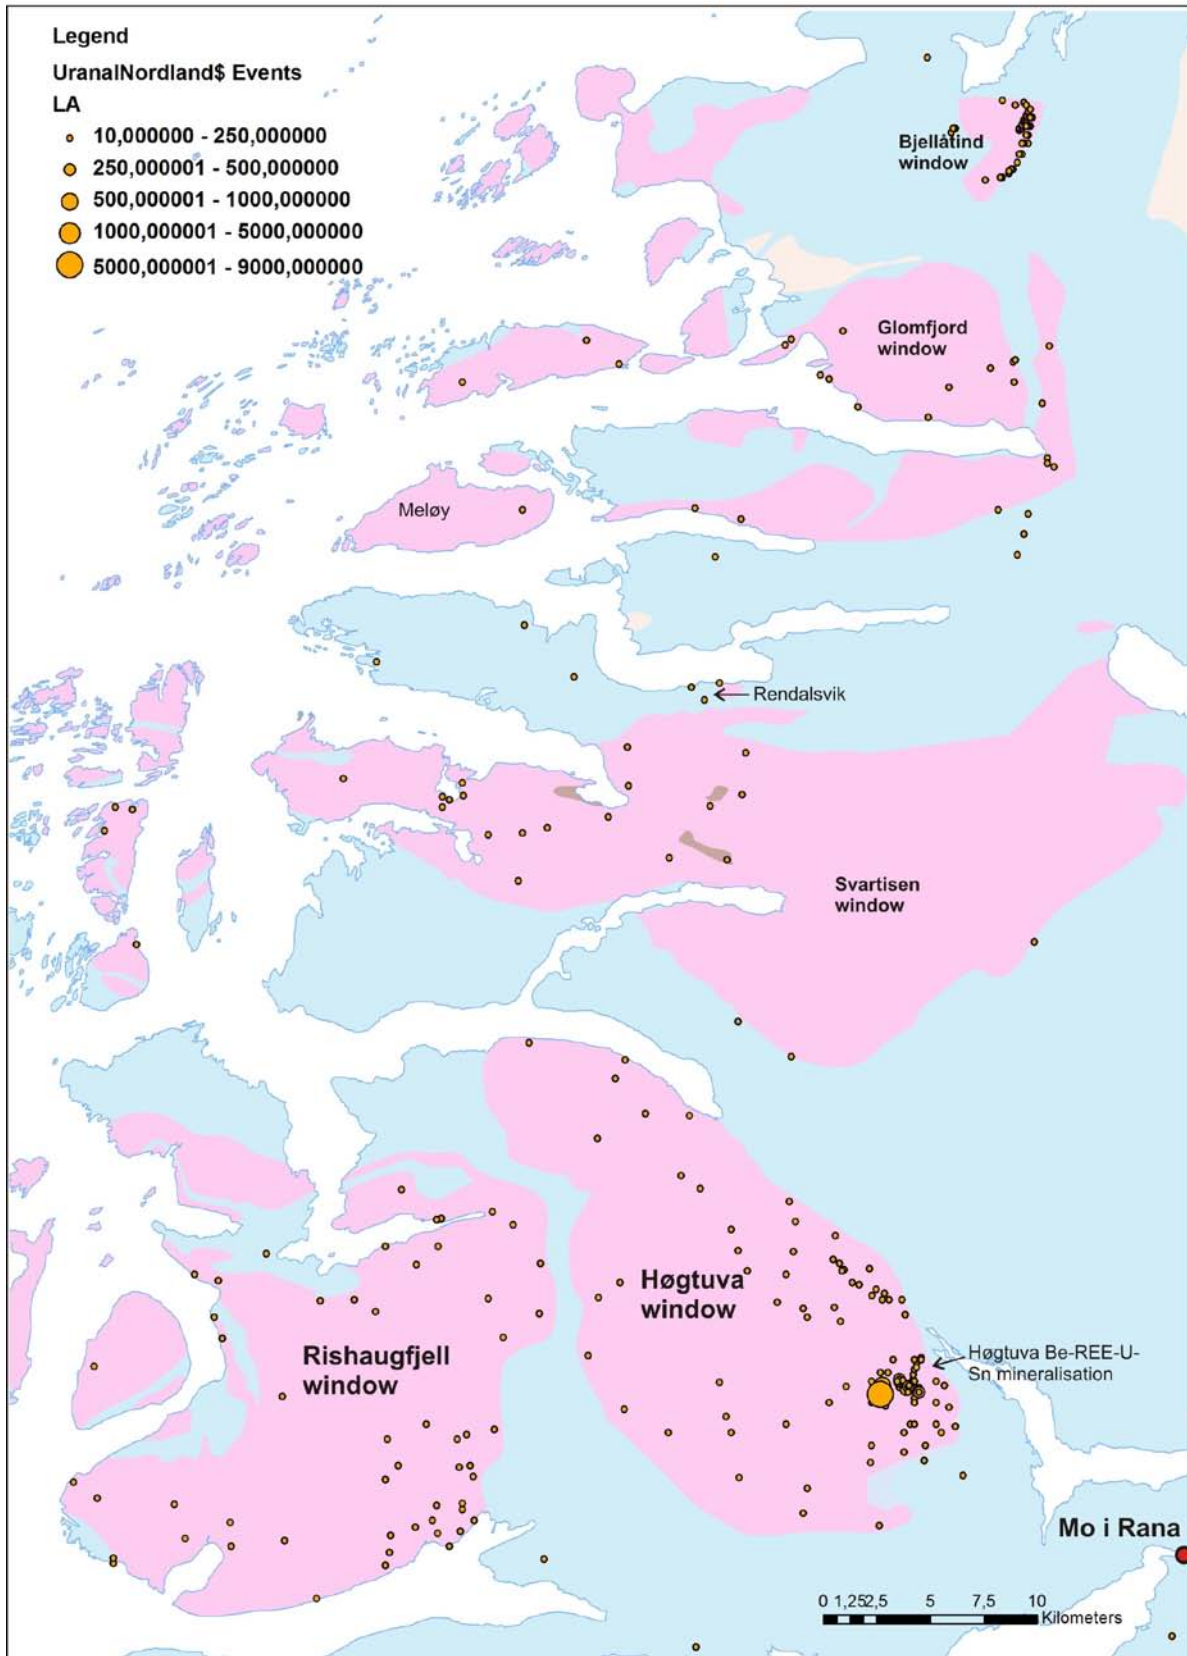 Legend
UranalNordland$ Events
LA
10,000000 - 250,000000
250,000001 - 500,000000
500,000001 - 1000,000000
1000,000001 - 5000,000000
5000,000001 - 9000,000000
Bjellåtind
window
Glomfjord
window
Meløy
Rendalsvik
Svartisen
window
Høgtuva
window
Rishaugfjell
window
Høgtuva Be-REE-U-
Sn mineralisation
Mo i Rana
0 1,252,5 5 7,5 10
Kilometers